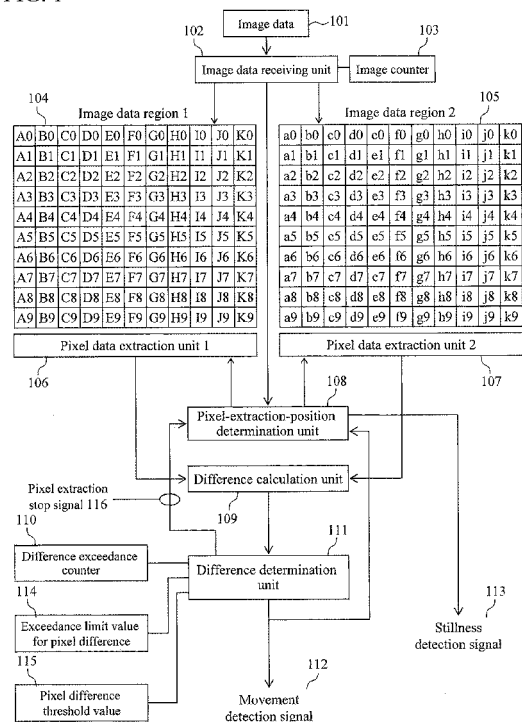 Image data
101
102
103
Image data receiving unit
Image counter
104
105
Image data region 1
Image data region 2
A0 B0 C0 D0 E0 F0 G0 H0 I0 J0 K0
A1 B1 C1 D1 E1 F1 G1 H1 I1 J1 K1
A2 B2 C2 D2 E2 F2 G2 H2 I2 J2 K2
A3 B3 C3 D3 E3 F3 G3 H3 I3 J3 K3
A4 B4 C4 D4 E4 F4 G4 H4 I4 J4 K4
A5 B5 C5 D5 E5 F5 G5 H5 I5 J5 K5
A6 B6 C6 D6 E6 F6 G6 H6 I6 J6 K6
A7 B7 C7 D7 E7 F7 G7 H7 I7 J7 K7
A8 B8 C8 D8 E8 F8 G8 H8 I8 J8 K8
A9 B9 C9 D9 E9 F9 G9 H9 I9 J9 K9
a0 b0 c0 d0 e0 f0 g0 h0 i0 j0 k0
a1 b1 c1 d1 e1 f1 g1 h1 i1 j1 k1
a2 b2 c2 d2 e2 f2 g2 h2 i2 j2 k2
a3 b3 c3 d3 e3 f3 g3 h3 i3 j3 k3
a4 b4 c4 d4 e4 f4 g4 h4 i4 j4 k4
a5 b5 c5 d5 e5 f5 g5 h5 i5 j5 k5
a6 b6 c6 d6 e6 f6 g6 h6 i6 j6 k6
a7 b7 c7 d7 e7 f7 g7 h7 i7 j7 k7
a8 b8 c8 d8 e8 f8 g8 h8 i8 j8 k8
a9 b9 c9 d9 e9 f9 g9 h9 i9 j9 k9
Pixel data extraction unit 1
Pixel data extraction unit 2
106
107
108
Pixel-extraction-position
determination unit
Difference calculation unit
109
Pixel extraction
stop signal 116
110
Difference exceedance
counter
111
Difference determination
unit
114
Exceedance limit value
for pixel difference
115
Pixel difference
threshold value
113
Stillness
detection signal
112
Movement
detection signal